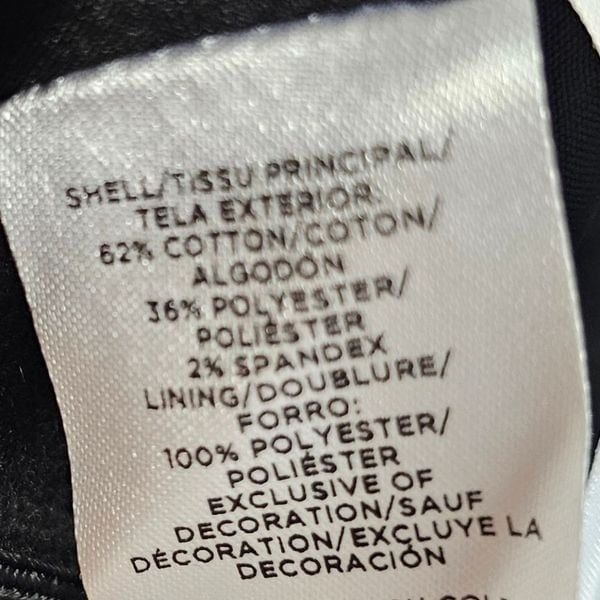 SHELL/TISSU PRINCIPAL/
TELA EXTERIOR:
62% COTTON/COTON/
ALGODÓN
36% POLYESTER/
POLIÉSTER
2% SPANDEX
LINING/DOUBLURE/
FORRO:
100% POLYESTER/
POLIÉSTER
EXCLUSIVE OF
DECORATION/SAUF
DÉCORATION/EXCLUYE LA
DECORACIÓN